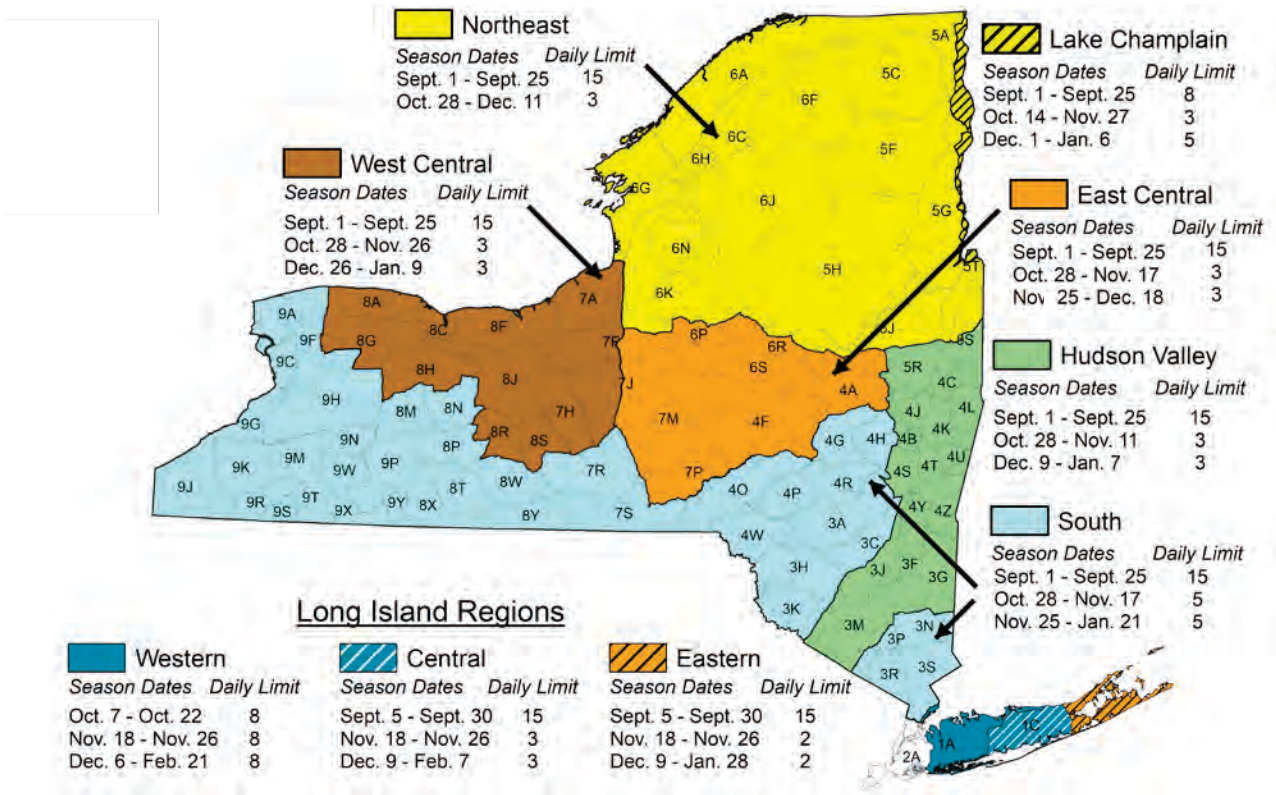 Northeast
Season Dates Daily Limit
Sept. 1 - Sept. 25 15
Oct. 28 - Dec. 11 3
Lake Champlain
Season Dates Daily Limit
Sept. 1 - Sept. 25 8
Oct. 14 - Nov. 27 3
Dec. 1 - Jan. 6 5
West Central
Season Dates Daily Limit
Sept. 1 - Sept. 25 15
Oct. 28 - Nov. 26 3
Dec. 26 - Jan. 9 3
East Central
Season Dates Daily Limit
Sept. 1 - Sept. 25 15
Oct. 28 - Nov. 17 3
Nov. 25 - Dec. 18 3
Hudson Valley
Season Dates Daily Limit
Sept. 1 - Sept. 25 15
Oct. 28 - Nov. 11 3
Dec. 9 - Jan. 7 3
South
Season Dates Daily Limit
Sept. 1 - Sept. 25 15
Oct. 28 - Nov. 17 5
Nov. 25 - Jan. 21 5
Long Island Regions
Western
Season Dates Daily Limit
Oct. 7 - Oct. 22 8
Nov. 18 - Nov. 26 8
Dec. 6 - Feb. 21 8
Central
Season Dates Daily Limit
Sept. 5 - Sept. 30 15
Nov. 18 - Nov. 26 3
Dec. 9 - Feb. 7 3
Eastern
Season Dates Daily Limit
Sept. 5 - Sept. 30 15
Nov. 18 - Nov. 26 2
Dec. 9 - Jan. 28 2
5A
6A
5C
6F
6C
5F
6H
6G
6J
5G
6N
5H
5T
6K
7A
8A
9A
8C
8F
6P
9F
8G
6R
9C
8H
6S
5R
8J
4A
4C
9H
8M
8N
7H
7M
4F
4J
4L
9G
8R
8S
4G
4H
4B
4K
9N
8P
9M
9K
9W
9P
7R
7P
4S
4T
4U
9J
8T
8W
4O
4P
4R
9R
9T
9S
9X
9Y
8X
8Y
7S
3A
4Y
4Z
4W
3C
3H
3J
3F
3G
3K
3M
3N
3P
3R
3S
1C
1A
2A